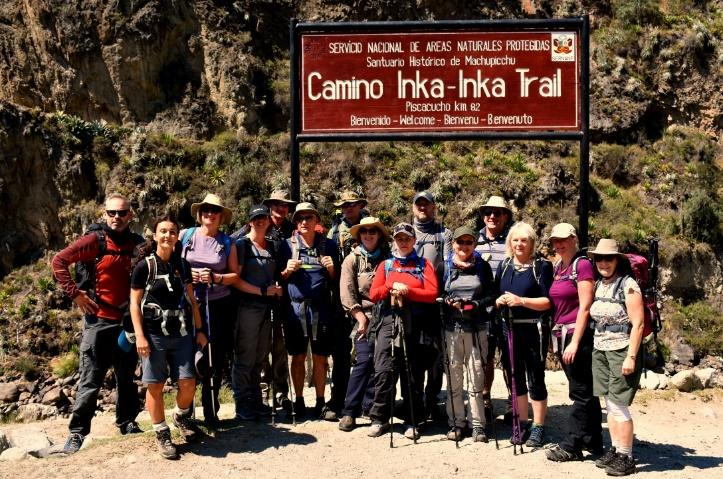 SERVICIO NACIONAL DE AREAS NATURALES PROTEGIDAS
Santuario Histórico de Machupicchu
Camino Inka-Inka Trail
Piscacucho km 82
Bienvenido - Welcome - Bienvenu - Benvenuto
SERNANP